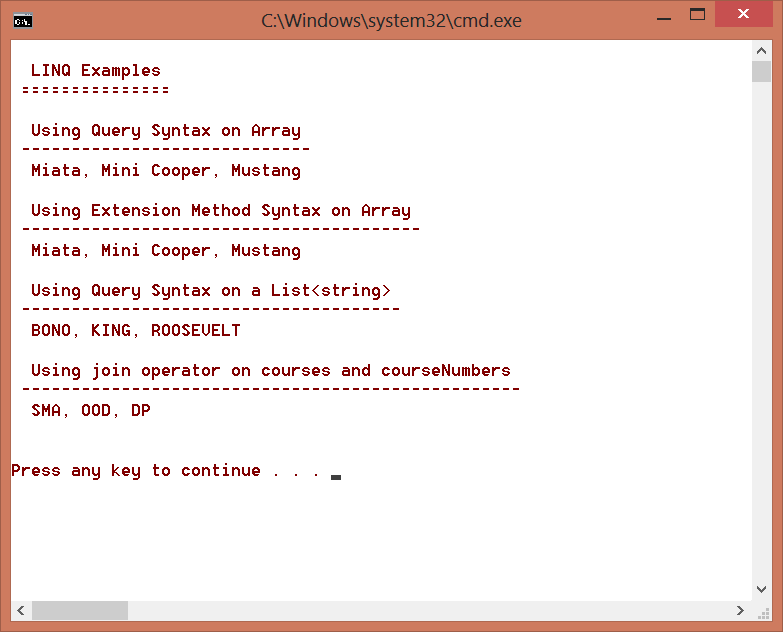 C:\Windows\system32\cmd.exe
LINQ Examples
===============
Using Query Syntax on Array
-----------------------------
Miata, Mini Cooper, Mustang
Using Extension Method Syntax on Array
----------------------------------------
Miata, Mini Cooper, Mustang
Using Query Syntax on a List<string>
--------------------------------------
BONO, KING, ROOSEVELT
Using join operator on courses and courseNumbers
--------------------------------------------------
SMA, OOD, DP
Press any key to continue . . .